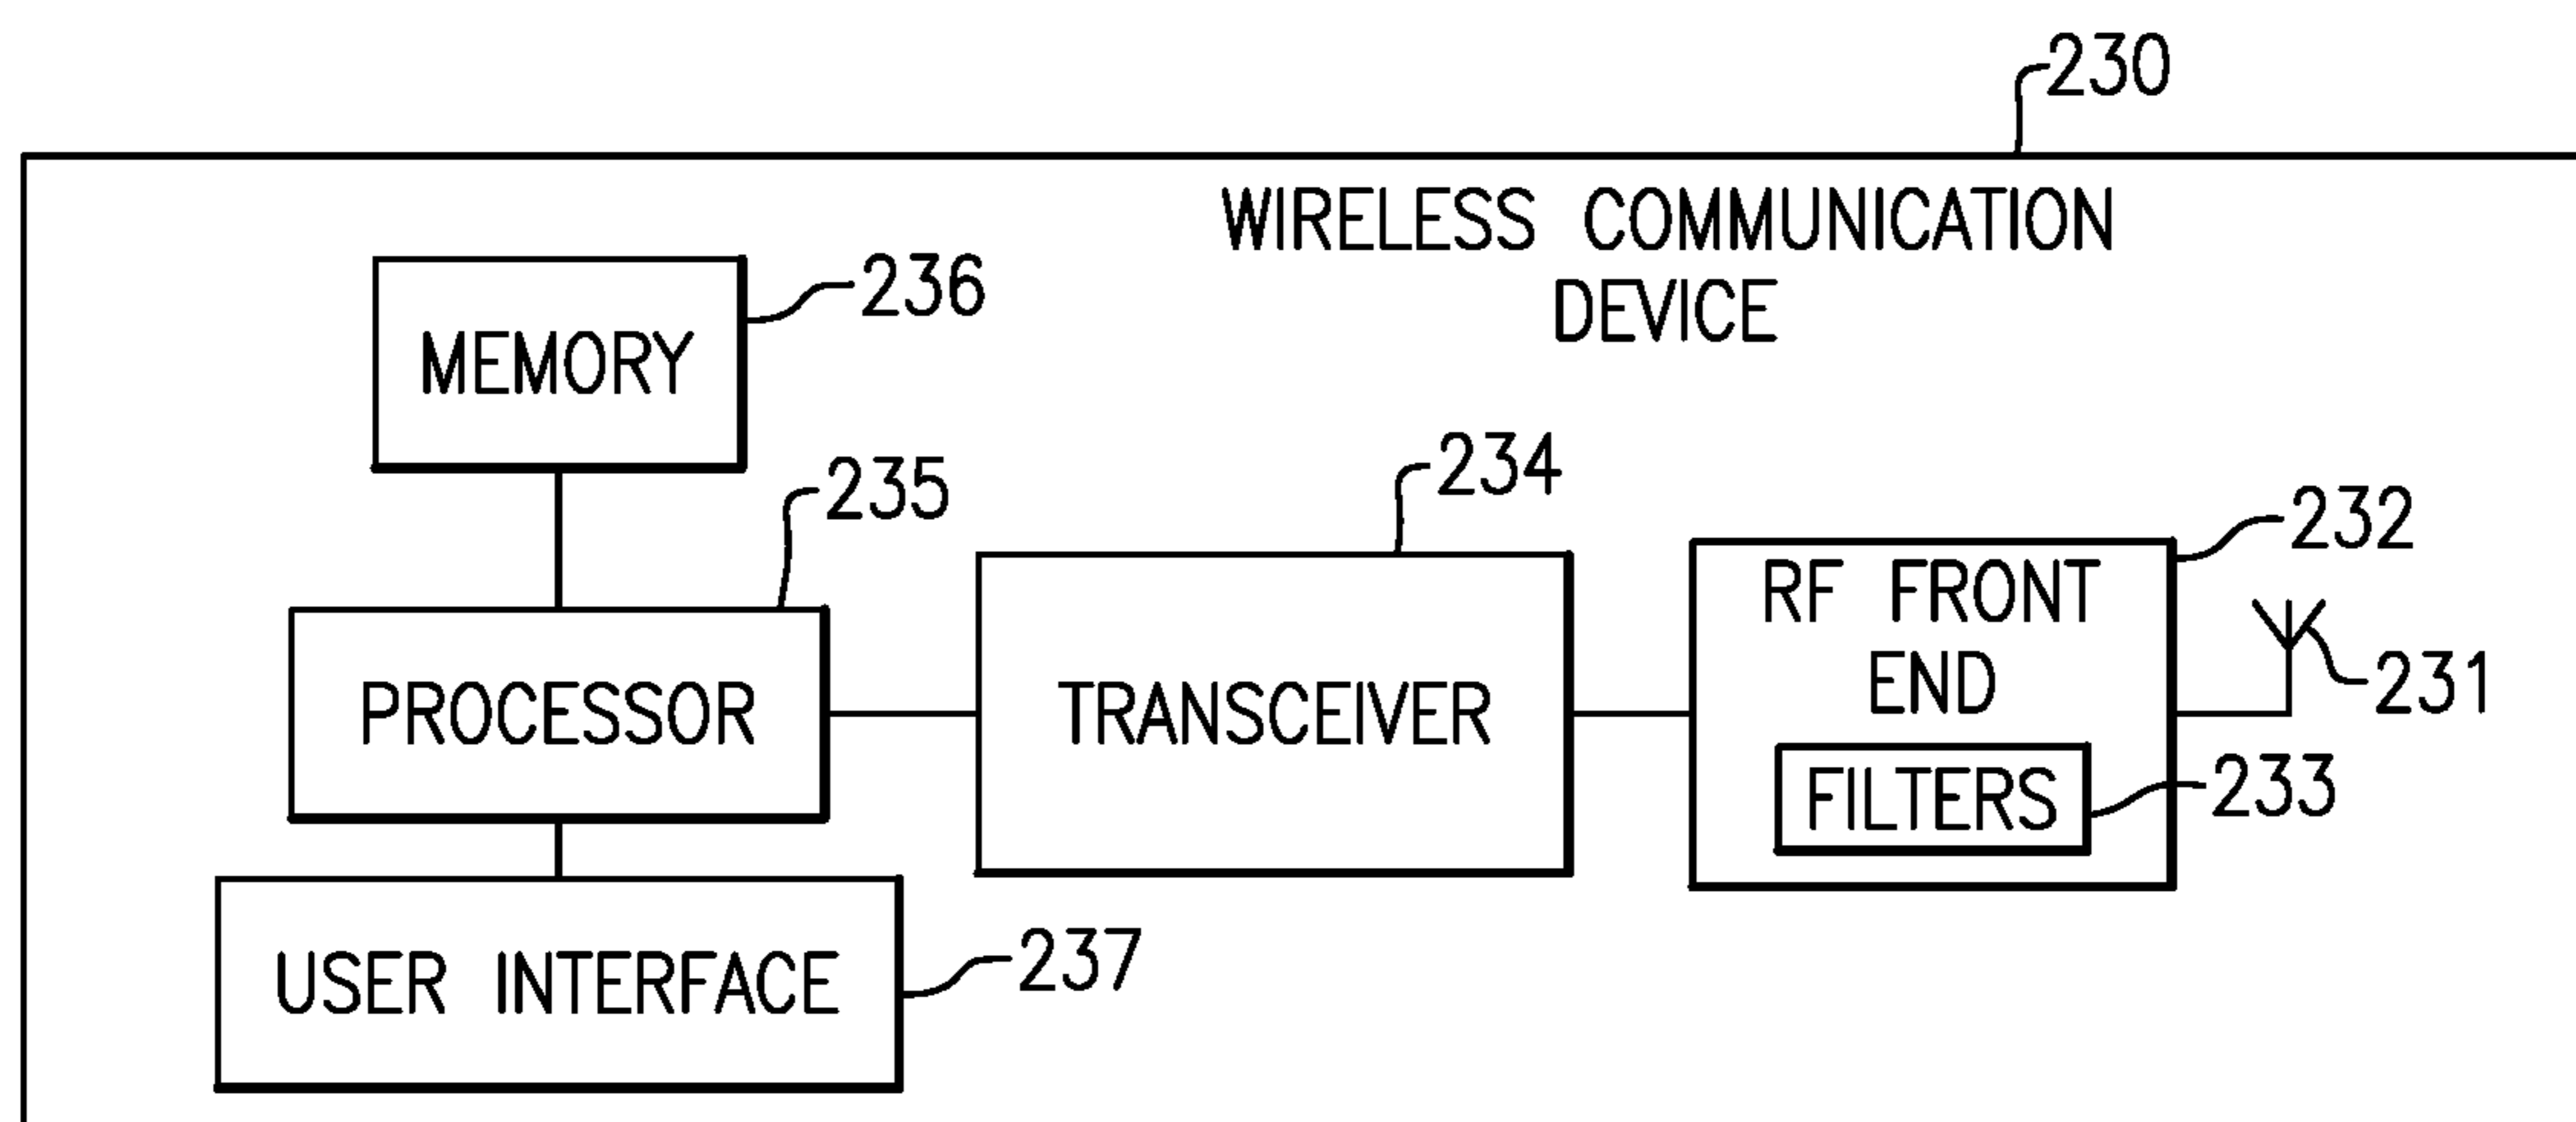 230
WIRELESS COMMUNICATION
DEVICE
236
MEMORY
235
234
232
RF FRONT
END
231
PROCESSOR
TRANSCEIVER
FILTERS
233
USER INTERFACE
237